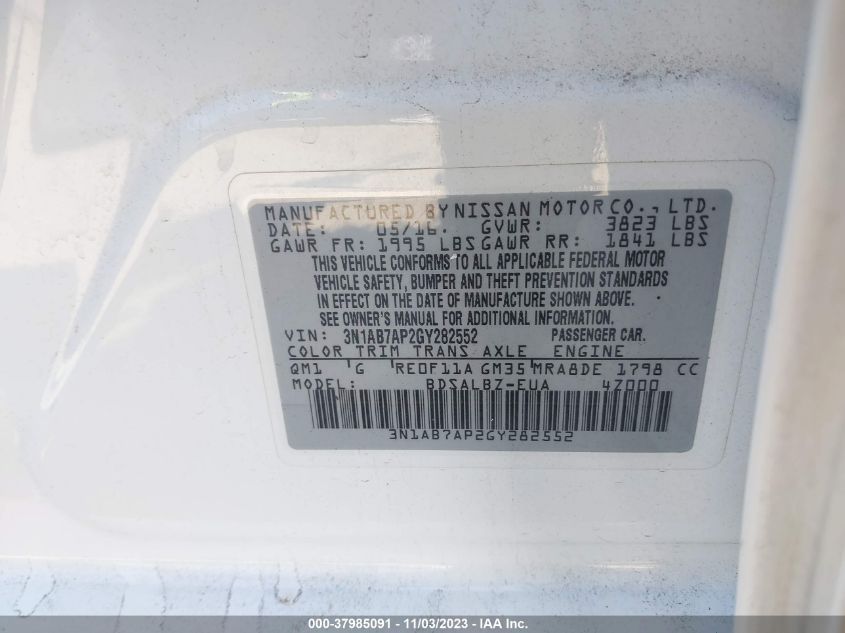 MANUFACTURED BY NISSAN MOTOR CO., LTD.
DATE: 05/16. GVWR: 3823 LBS
GAWR FR: 1995 LBS GAWR RR: 1841 LBS
THIS VEHICLE CONFORMS TO ALL APPLICABLE FEDERAL MOTOR
VEHICLE SAFETY, BUMPER AND THEFT PREVENTION STANDARDS
IN EFFECT ON THE DATE OF MANUFACTURE SHOWN ABOVE.
SEE OWNER'S MANUAL FOR ADDITIONAL INFORMATION.
VIN: 3N1AB7AP2GY282552 PASSENGER CAR.
COLOR TRIM TRANS AXLE ENGINE
QM1 'G RE0F11A GM35 'MRA8DE 1798 CC
MODEL: BDSALBZ-EUA 4Z000
3N1AB7AP2GY282552
000-37985091 - 11/03/2023 - IAA Inc.